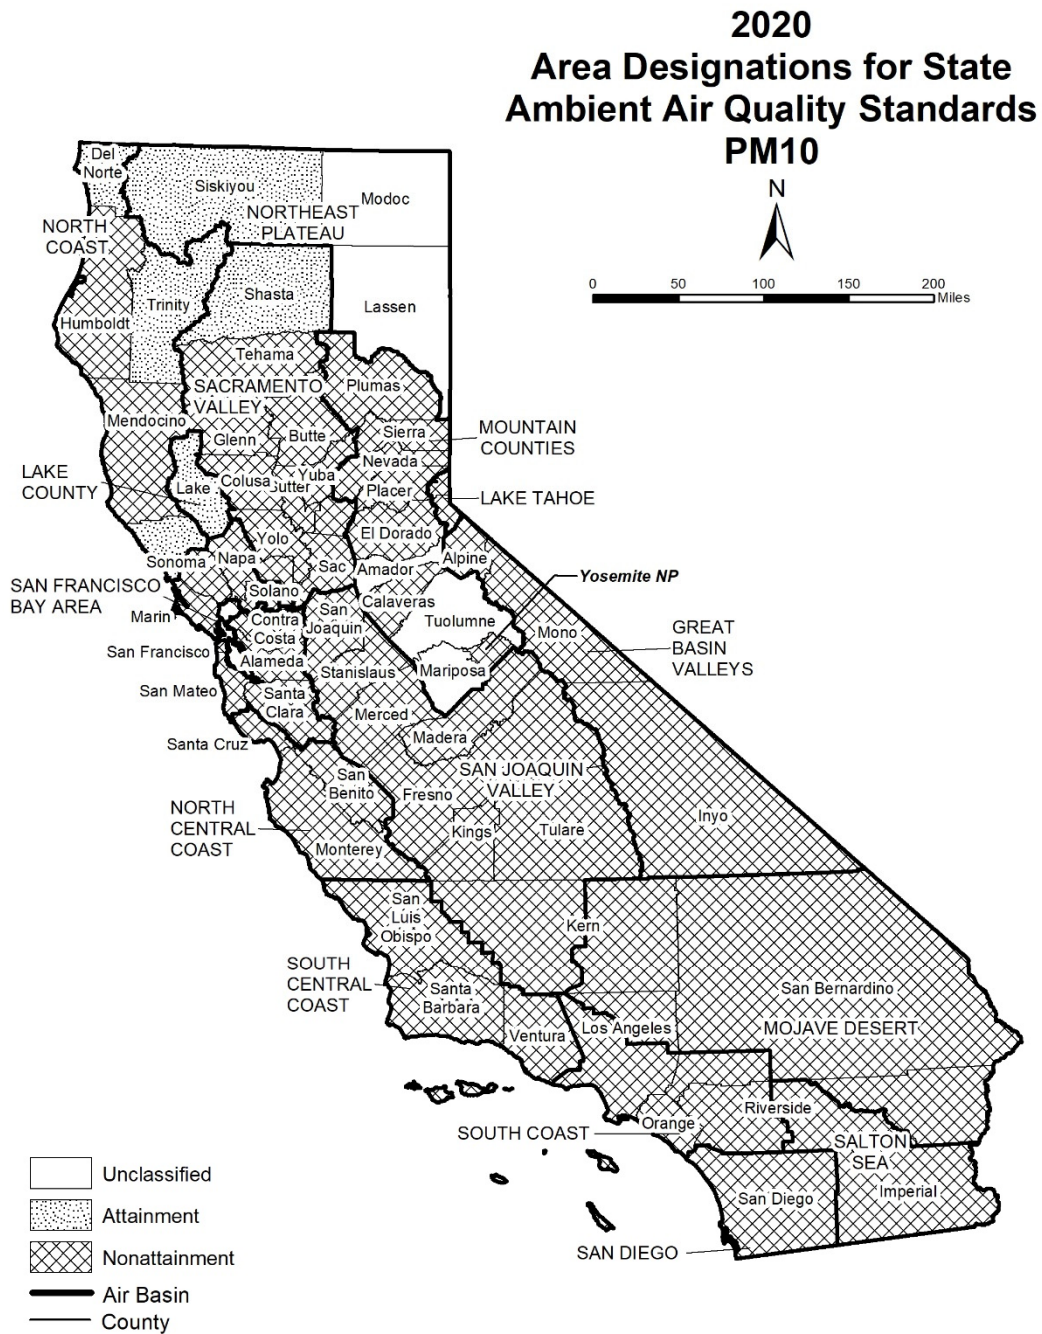 2020
Area Designations for State
Ambient Air Quality Standards
PM10
N
0 50 100 150 200
Miles
Del
Norte
Siskiyou
Modoc
NORTH
COAST
NORTHEAST
PLATEAU
Trinity
Shasta
Lassen
Humboldt
Tehama
SACRAMENTO
VALLEY
Plumas
Mendocino
Glenn
Butte
Sierra
MOUNTAIN
COUNTIES
Nevada
LAKE
COUNTY
Lake
Colusa
Sutter
Yuba
Placer
LAKE TAHOE
El Dorado
Yolo
Sonoma
Napa
Sac
Amador
Alpine
Yosemite NP
SAN FRANCISCO
BAY AREA
Solano
Calaveras
Marin
Contra
Costa
San
Joaquin
Tuolumne
Mono
GREAT
BASIN
VALLEYS
San Francisco
Alameda
Stanislaus
Mariposa
San Mateo
Santa
Clara
Merced
Santa Cruz
Madera
San
Benito
Fresno
SAN JOAQUIN
VALLEY
NORTH
CENTRAL
COAST
Monterey
Kings
Tulare
Inyo
San
Luis
Obispo
Kern
SOUTH
CENTRAL
COAST
Santa
Barbara
San Bernardino
Ventura
Los Angeles
MOJAVE DESERT
Orange
Riverside
SOUTH COAST
SALTON
SEA
San Diego
Imperial
SAN DIEGO
Unclassified
Attainment
Nonattainment
Air Basin
County